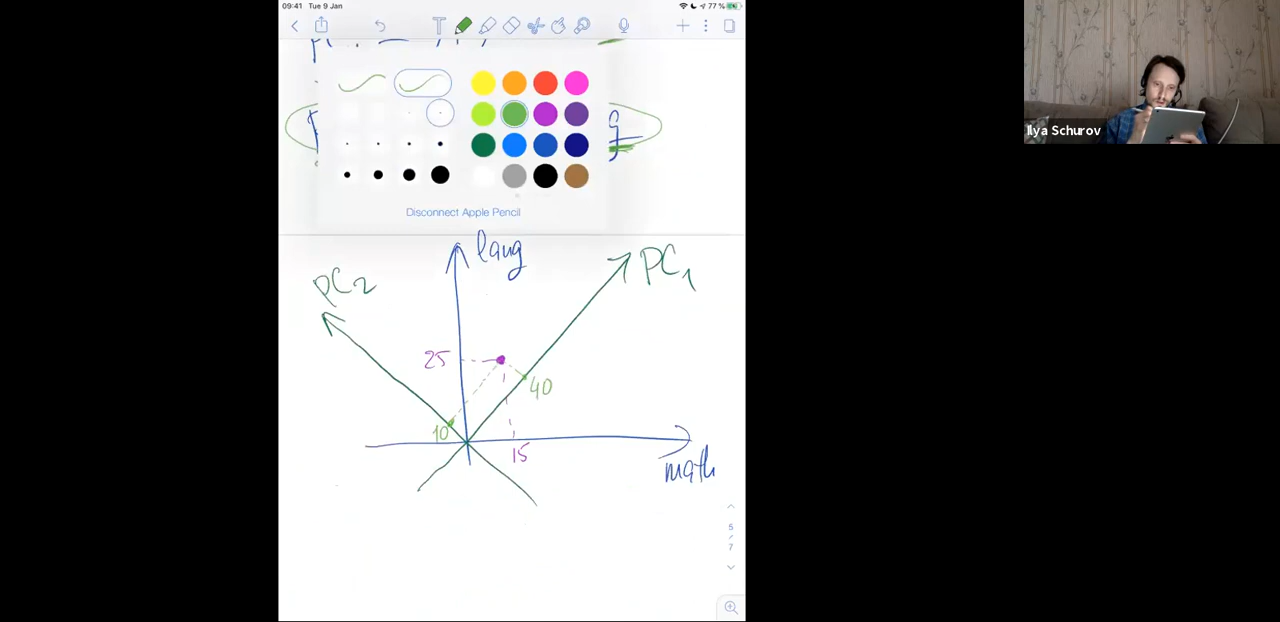 09:41 Tue 9 Jan
77 %
T
Disconnect Apple Pencil
lang
PC1
PC2
25
40
10
15
math
5
/
7
Ilya Schurov